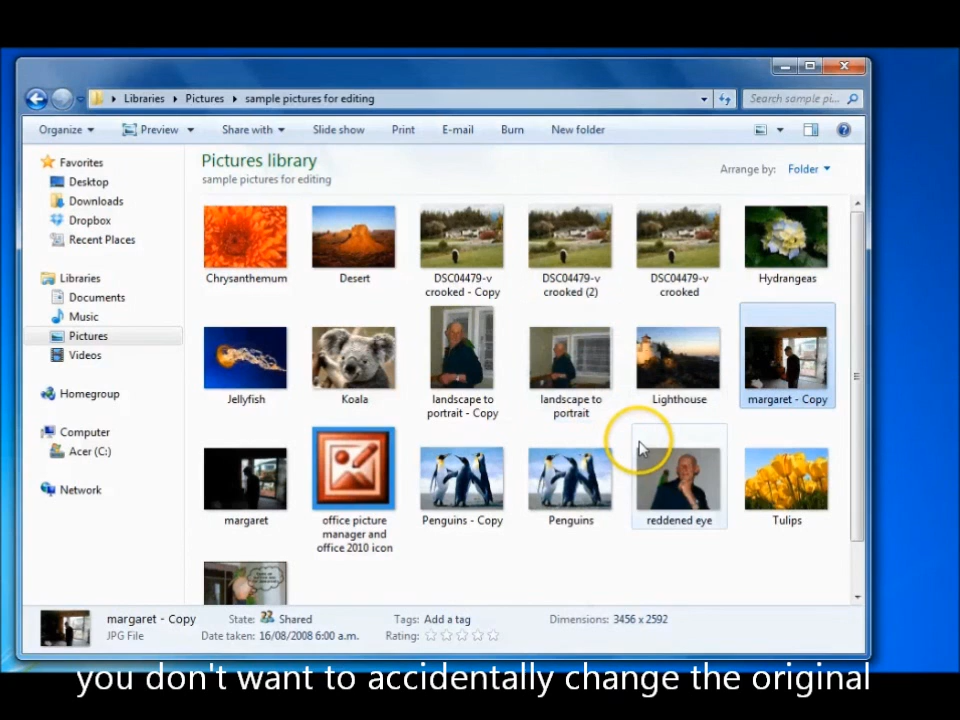 Libraries
Pictures
sample pictures for editing
Search sample pi...
Organize
Preview
Share with
Slide show
Print
E-mail
Burn
New folder
Pictures library
sample pictures for editing
Arrange by: Folder
Favorites
Desktop
Downloads
Dropbox
Recent Places
Libraries
Documents
Music
Pictures
Videos
Homegroup
Computer
Acer (C:)
Network
Chrysanthemum
Desert
DSC04479-v
crooked - Copy
DSC04479-v
crooked (2)
DSC04479-v
crooked
Hydrangeas
Jellyfish
Koala
landscape to
portrait - Copy
landscape to
portrait
Lighthouse
margaret - Copy
margaret
office picture
manager and
office 2010 icon
Penguins - Copy
Penguins
reddened eye
Tulips
margaret - Copy
State: Shared
Tags: Add a tag
Dimensions: 3456 x 2592
JPG File
Date taken: 16/08/2008 6:00 a.m.
Rating:
you don't want to accidentally change the original